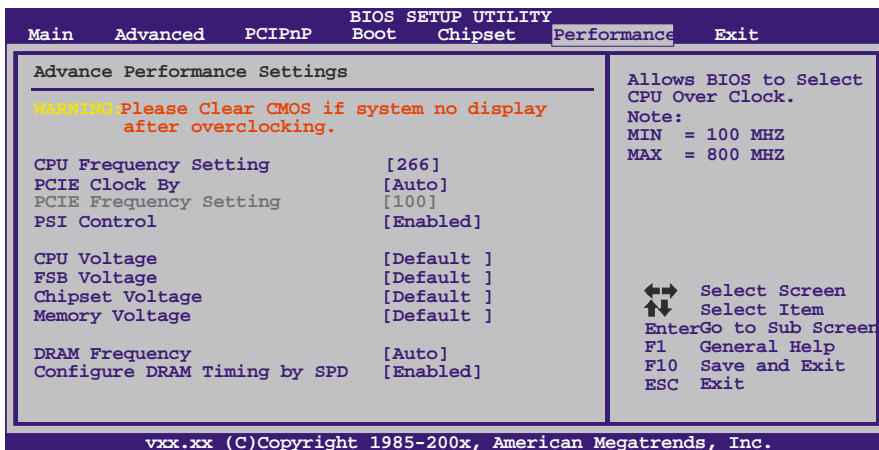 BIOS SETUP UTILITY
Main Advanced PCIPnP Boot Chipset Performance Exit
Advance Performance Settings
WARNING:Please Clear CMOS if system no display
after overclocking.
CPU Frequency Setting [266]
PCIE Clock By [Auto]
PCIE Frequency Setting [100]
PSI Control [Enabled]
CPU Voltage [Default ]
FSB Voltage [Default ]
Chipset Voltage [Default ]
Memory Voltage [Default ]
DRAM Frequency [Auto]
Configure DRAM Timing by SPD [Enabled]
Allows BIOS to Select
CPU Over Clock.
Note:
MIN = 100 MHZ
MAX = 800 MHZ
Select Screen
Select Item
EnterGo to Sub Screen
F1 General Help
F10 Save and Exit
ESC Exit
vxx.xx (C)Copyright 1985-200x, American Megatrends, Inc.